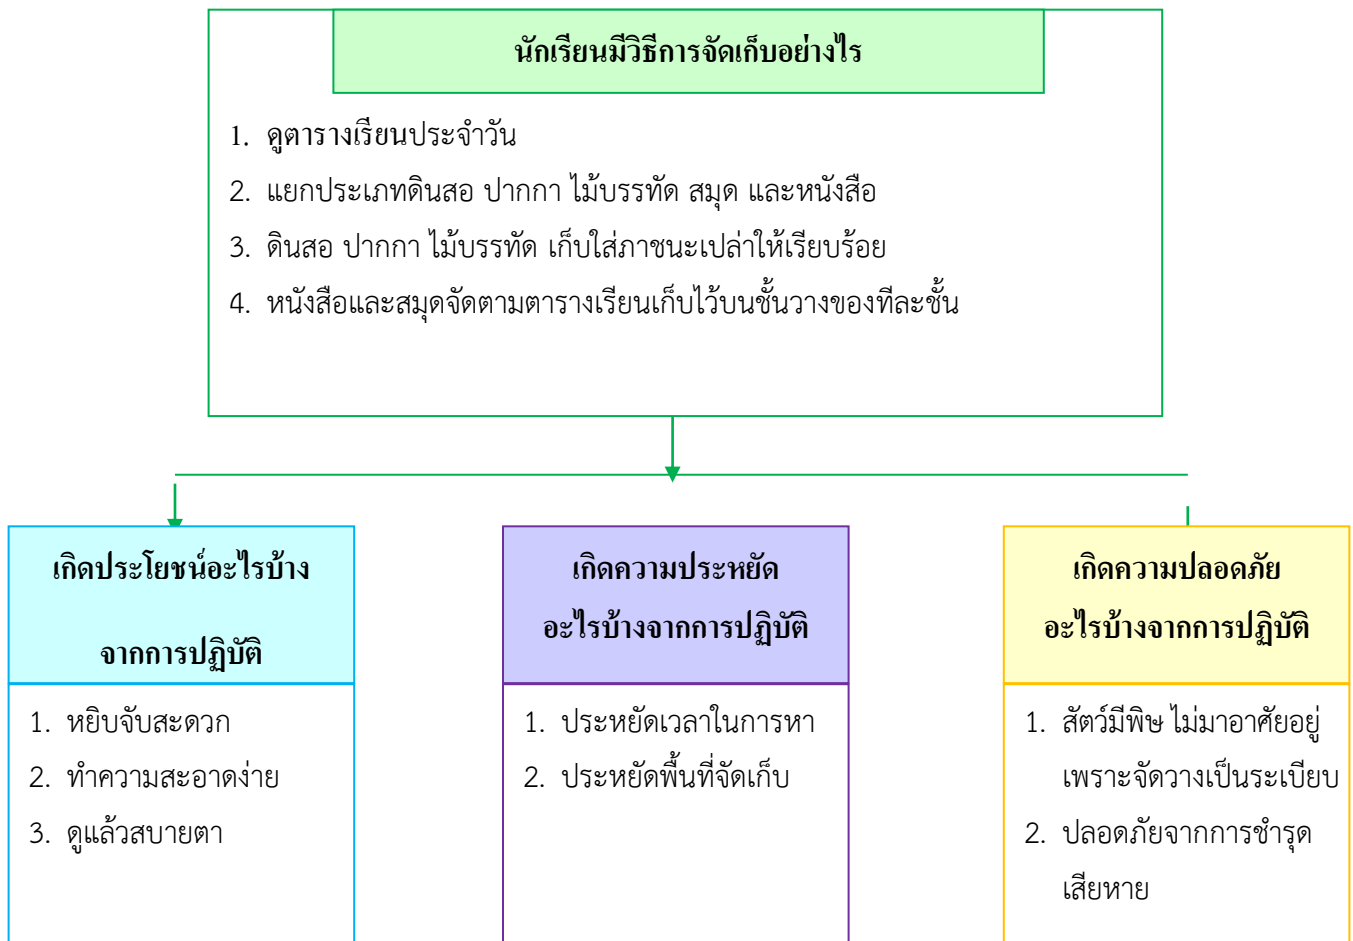 นักเรียนมีวิธีการจัดเก็บอย่างไร
1. ดูตารางเรียนประจำวัน
2. แยกประเภทดินสอ ปากกา ไม้บรรทัด สมุด และหนังสือ
3. ดินสอ ปากกา ไม้บรรทัด เก็บใส่ภาชนะเปล่าให้เรียบร้อย
4. หนังสือและสมุดจัดตามตารางเรียนเก็บไว้บนชั้นวางของทีละชั้น
เกิดประโยชน์อะไรบ้าง
จากการปฏิบัติ
1. หยิบจับสะดวก
2. ทำความสะอาดง่าย
3. ดูแล้วสบายตา
เกิดความประหยัด
อะไรบ้างจากการปฏิบัติ
1. ประหยัดเวลาในการหา
2. ประหยัดพื้นที่จัดเก็บ
เกิดความปลอดภัย
อะไรบ้างจากการปฏิบัติ
1. สัตว์มีพิษ ไม่มาอาศัยอยู่
เพราะจัดวางเป็นระเบียบ
2. ปลอดภัยจากการชำรุด
เสียหาย